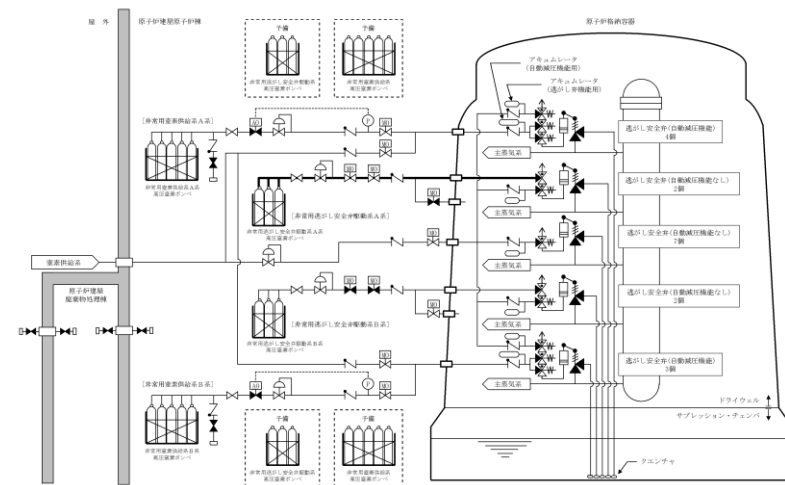 屋 外
原子炉建屋原子炉棟
予備
非常用逃がし安全弁駆動系
高圧窒素ボンベ
予備
非常用窒素供給系
高圧窒素ボンベ
原子炉格納容器
アキュムレータ
(自動減圧機能用)
アキュムレータ
(逃がし弁機能用)
[非常用窒素供給系A系]
AO
P
MO
MO
非常用窒素供給系A系
高圧窒素ボンベ
逃がし安全弁(自動減圧機能)
4個
主蒸気系
MO
MO
MO
[非常用逃がし安全弁駆動系A系]
非常用逃がし安全弁駆動系A系
高圧窒素ボンベ
逃がし安全弁(自動減圧機能なし)
2個
主蒸気系
窒素供給系
MO
逃がし安全弁(自動減圧機能なし)
7個
主蒸気系
原子炉建屋
廃棄物処理棟
MO
MO
MO
[非常用逃がし安全弁駆動系B系]
非常用逃がし安全弁駆動系B系
高圧窒素ボンベ
逃がし安全弁(自動減圧機能なし)
2個
主蒸気系
MO
[非常用窒素供給系B系]
AO
P
MO
非常用窒素供給系B系
高圧窒素ボンベ
逃がし安全弁(自動減圧機能)
3個
主蒸気系
ドライウェル
サプレッション・チェンバ
予備
非常用逃がし安全弁駆動系
高圧窒素ボンベ
予備
非常用窒素供給系
高圧窒素ボンベ
クエンチャ